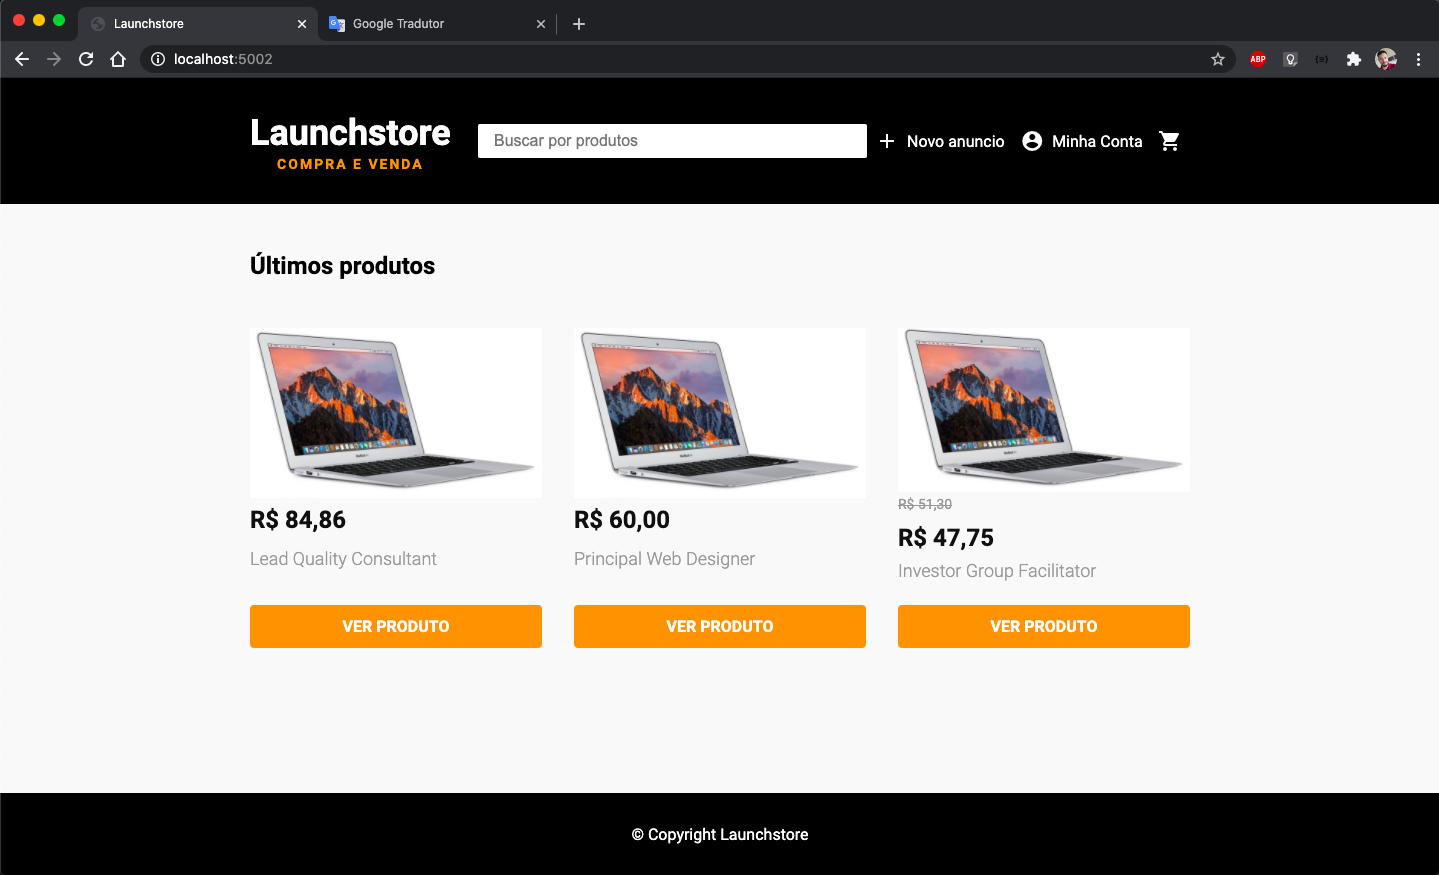 Launchstore
Google Tradutor
localhost:5002
ABP
Launchstore
COMPRA E VENDA
Buscar por produtos
Novo anuncio
Minha Conta
Últimos produtos
R$ 84,86
Lead Quality Consultant
VER PRODUTO
R$ 60,00
Principal Web Designer
VER PRODUTO
R$ 51,30
R$ 47,75
Investor Group Facilitator
VER PRODUTO
© Copyright Launchstore